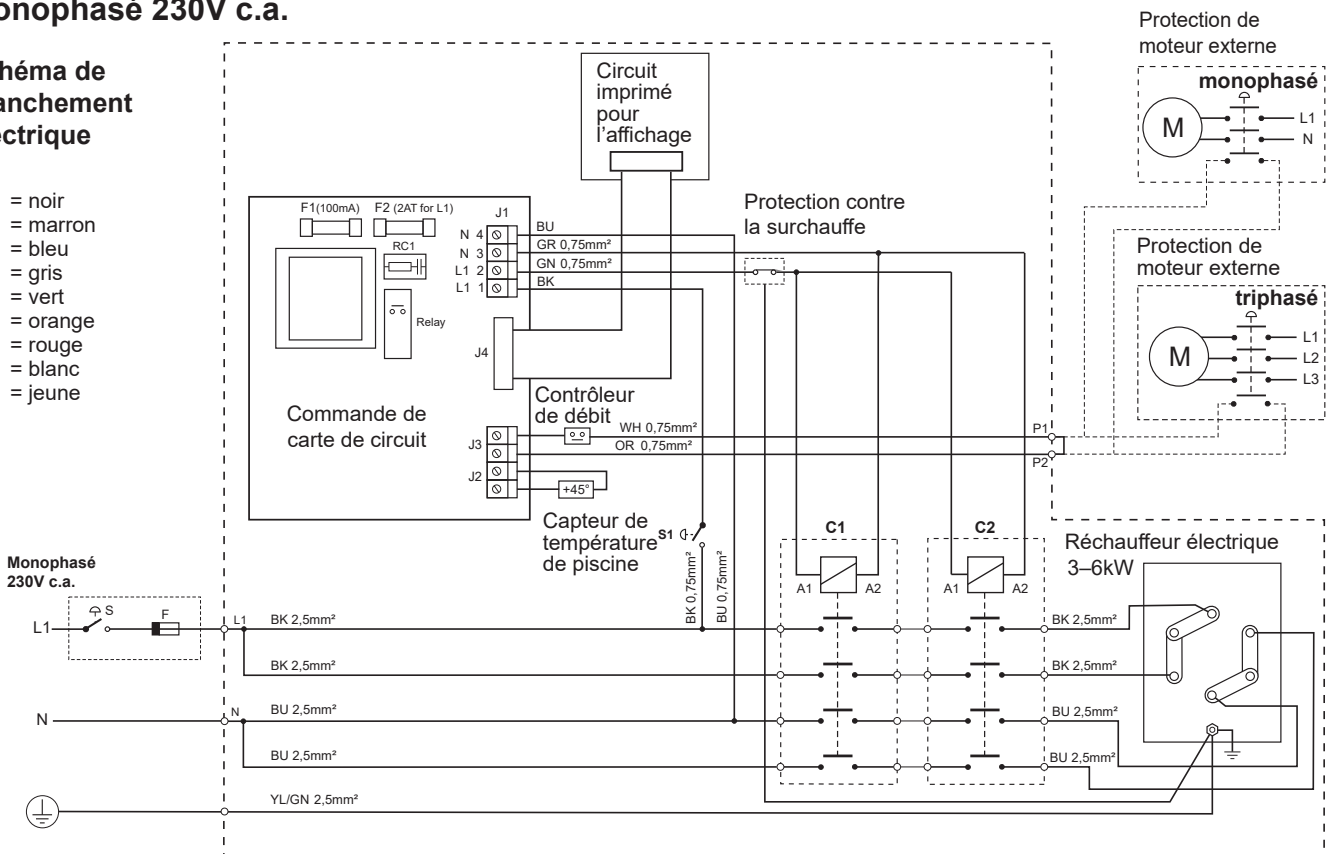 onophasé 230V c.a.
héma de
anchement
ectrique
= noir
= marron
= bleu
= gris
= vert
= orange
= rouge
= blanc
= jeune
Circuit
imprimé
pour
l'affichage
Protection de
moteur externe
monophasé
M
L1
N
Protection de
moteur externe
triphasé
M
L1
L2
L3
F1(100mA)
F2 (2AT for L1)
J1
RC1
N 4
N 3
L1 2
L1 1
BU
GR 0,75mm²
GN 0,75mm²
BK
Relay
J4
Protection contre
la surchauffe
Commande de
carte de circuit
Contrôleur
de débit
J3
J2
WH 0,75mm²
OR 0,75mm²
+45°
P1
P2
Capteur de
température
de piscine
S1
BK 0,75mm²
BU 0,75mm²
C1
A1
A2
C2
A1
A2
Réchauffeur électrique
3–6kW
Monophasé
230V c.a.
L1
S
F
L1
BK 2,5mm²
BK 2,5mm²
BK 2,5mm²
BK 2,5mm²
N
N
BU 2,5mm²
BU 2,5mm²
BU 2,5mm²
BU 2,5mm²
YL/GN 2,5mm²